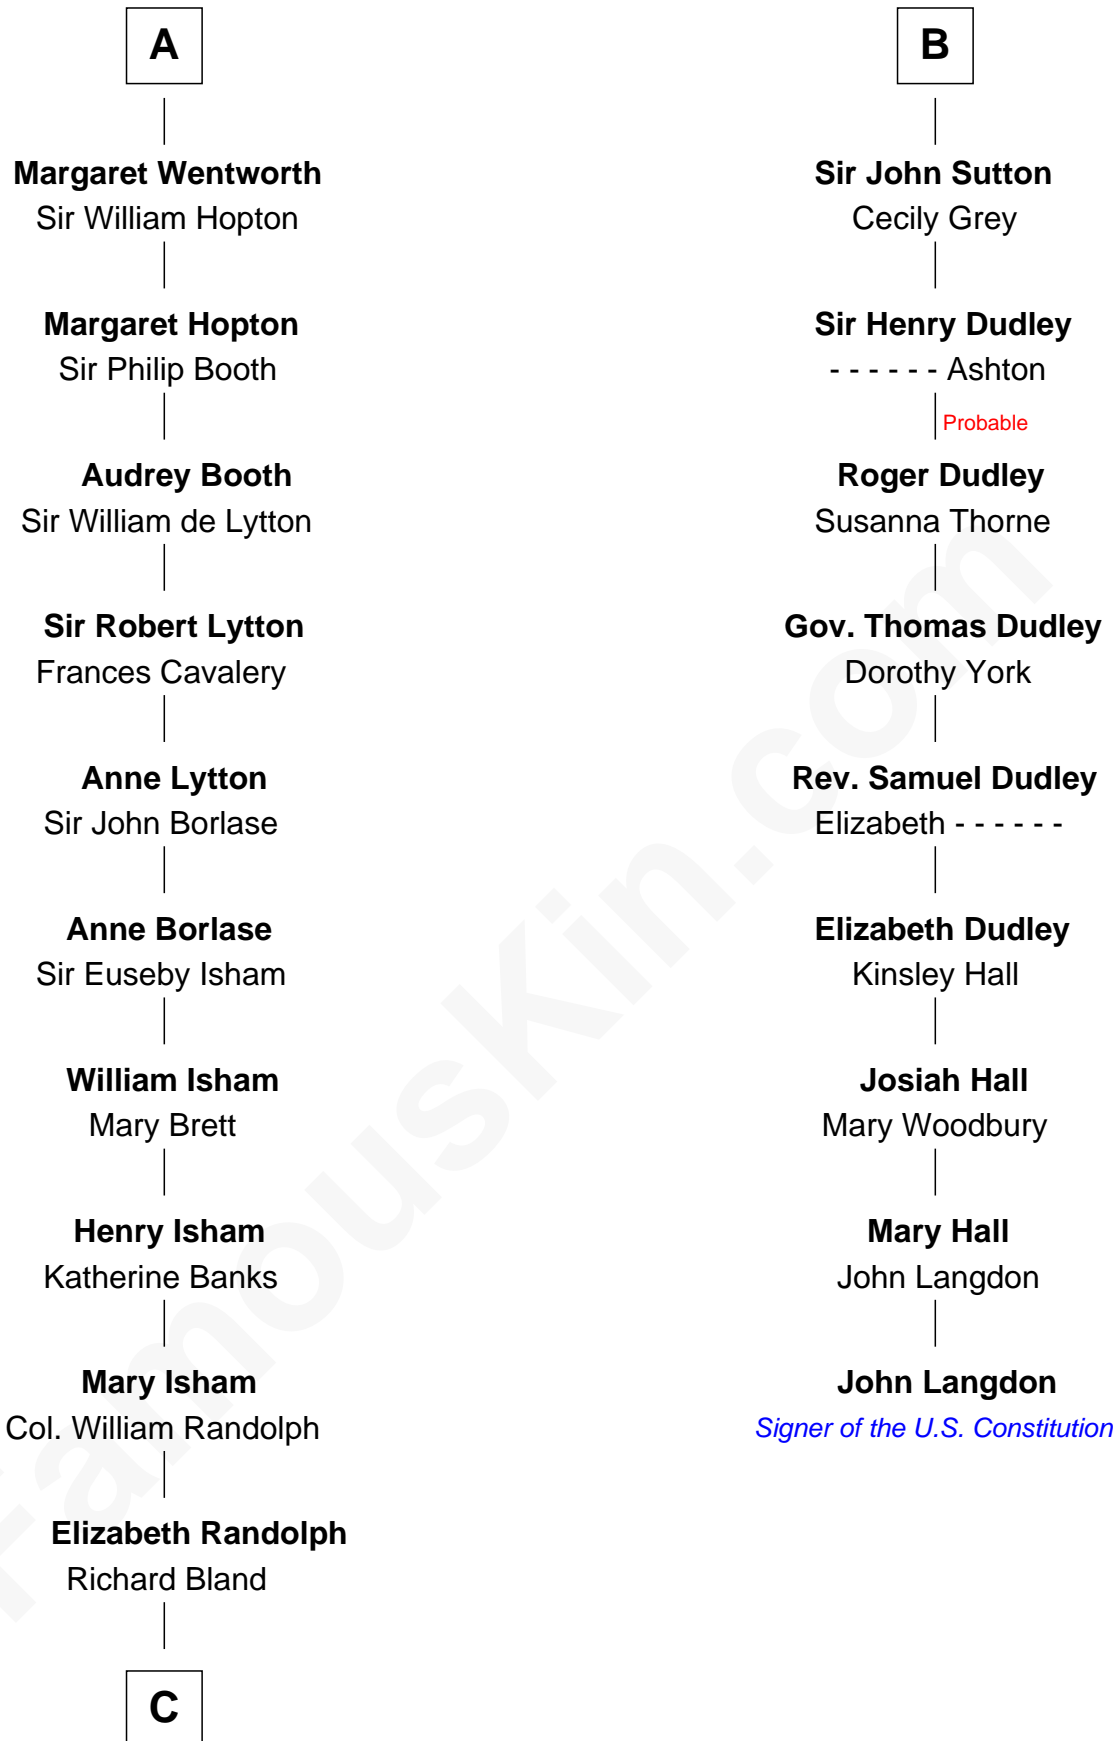 A
Margaret Wentworth
Sir William Hopton
Margaret Hopton
Sir Philip Booth
Audrey Booth
Sir William de Lytton
Sir Robert Lytton
Frances Cavalery
Anne Lytton
Sir John Borlase
Anne Borlase
Sir Euseby Isham
William Isham
Mary Brett
Henry Isham
Katherine Banks
Mary Isham
Col. William Randolph
Elizabeth Randolph
Richard Bland
C
B
Sir John Sutton
Cecily Grey
Sir Henry Dudley
- - - - - - Ashton
Probable
Roger Dudley
Susanna Thorne
Gov. Thomas Dudley
Dorothy York
Rev. Samuel Dudley
Elizabeth - - - - - -
Elizabeth Dudley
Kinsley Hall
Josiah Hall
Mary Woodbury
Mary Hall
John Langdon
John Langdon
Signer of the U.S. Constitution
FamousKin.com